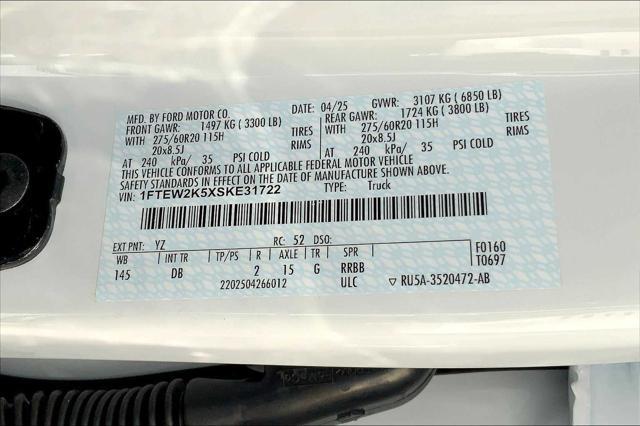 MFD. BY FORD MOTOR CO. DATE: 04/25 GVWR: 3107 KG ( 6850 LB)
FRONT GAWR: 1497 KG ( 3300 LB) REAR GAWR: 1724 KG ( 3800 LB)
WITH 275/60R20 115H TIRES WITH 275/60R20 115H TIRES
20x8.5J RIMS 20x8.5J RIMS
AT 240 kPa/ 35 PSI COLD AT 240 kPa/ 35 PSI COLD
THIS VEHICLE CONFORMS TO ALL APPLICABLE FEDERAL MOTOR VEHICLE
SAFETY STANDARDS IN EFFECT ON THE DATE OF MANUFACTURE SHOWN ABOVE.
VIN: 1FTEW2K5XSKE31722 TYPE: Truck
EXT PNT: YZ RC: 52 DSO: F0160
WB INT TR TP/PS R AXLE TR SPR T0697
145 DB 2 15 G RRBB
2202504266012 ULC ▽ RU5A-3520472-AB